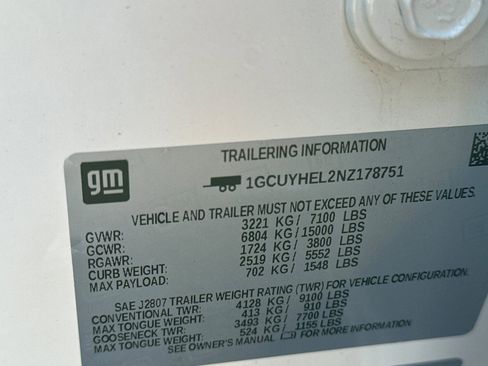 gm
TRAILERING INFORMATION
1GCUYHEL2NZ178751
VEHICLE AND TRAILER MUST NOT EXCEED ANY OF THESE VALUES.
GVWR: 3221 KG/ 7100 LBS
GCWR: 6804 KG/15000 LBS
RGAWR: 1724 KG/ 3800 LBS
CURB WEIGHT: 2519 KG/ 5552 LBS
MAX PAYLOAD: 702 KG/ 1548 LBS
SAE J2807 TRAILER WEIGHT RATING (TWR) FOR VEHICLE CONFIGURATION.
CONVENTIONAL TWR: 4128 KG/ 9100 LBS
MAX TONGUE WEIGHT: 413 KG/ 910 LBS
GOOSENECK TWR: 3493 KG/ 7700 LBS
MAX TONGUE WEIGHT: 524 KG/ 1155 LBS
SEE OWNER'S MANUAL FOR MORE INFORMATION